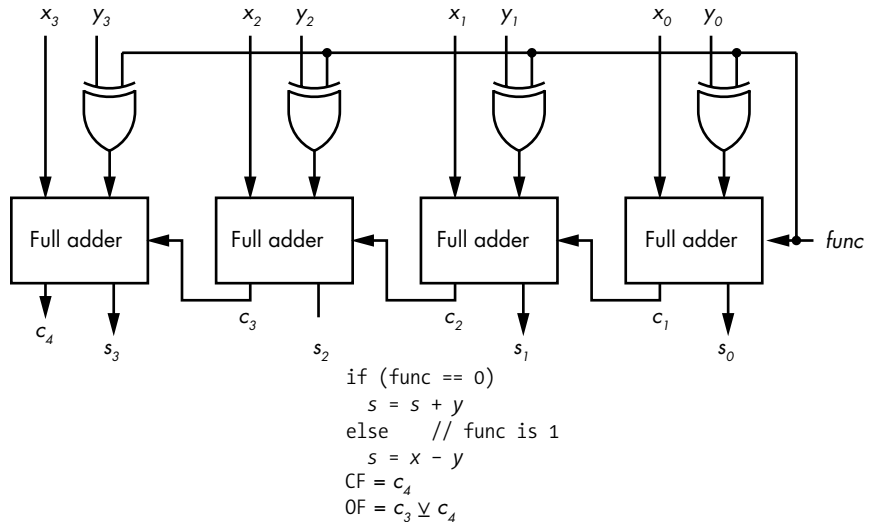 x₃ y₃ x₂ y₂ x₁ y₁ x₀ y₀
Full adder Full adder Full adder Full adder func
c₄ s₃ c₃ s₂ c₂ s₁ c₁ s₀
if (func == 0)
s = s + y
else // func is 1
s = x − y
CF = c₄
OF = c₃ ⊻ c₄